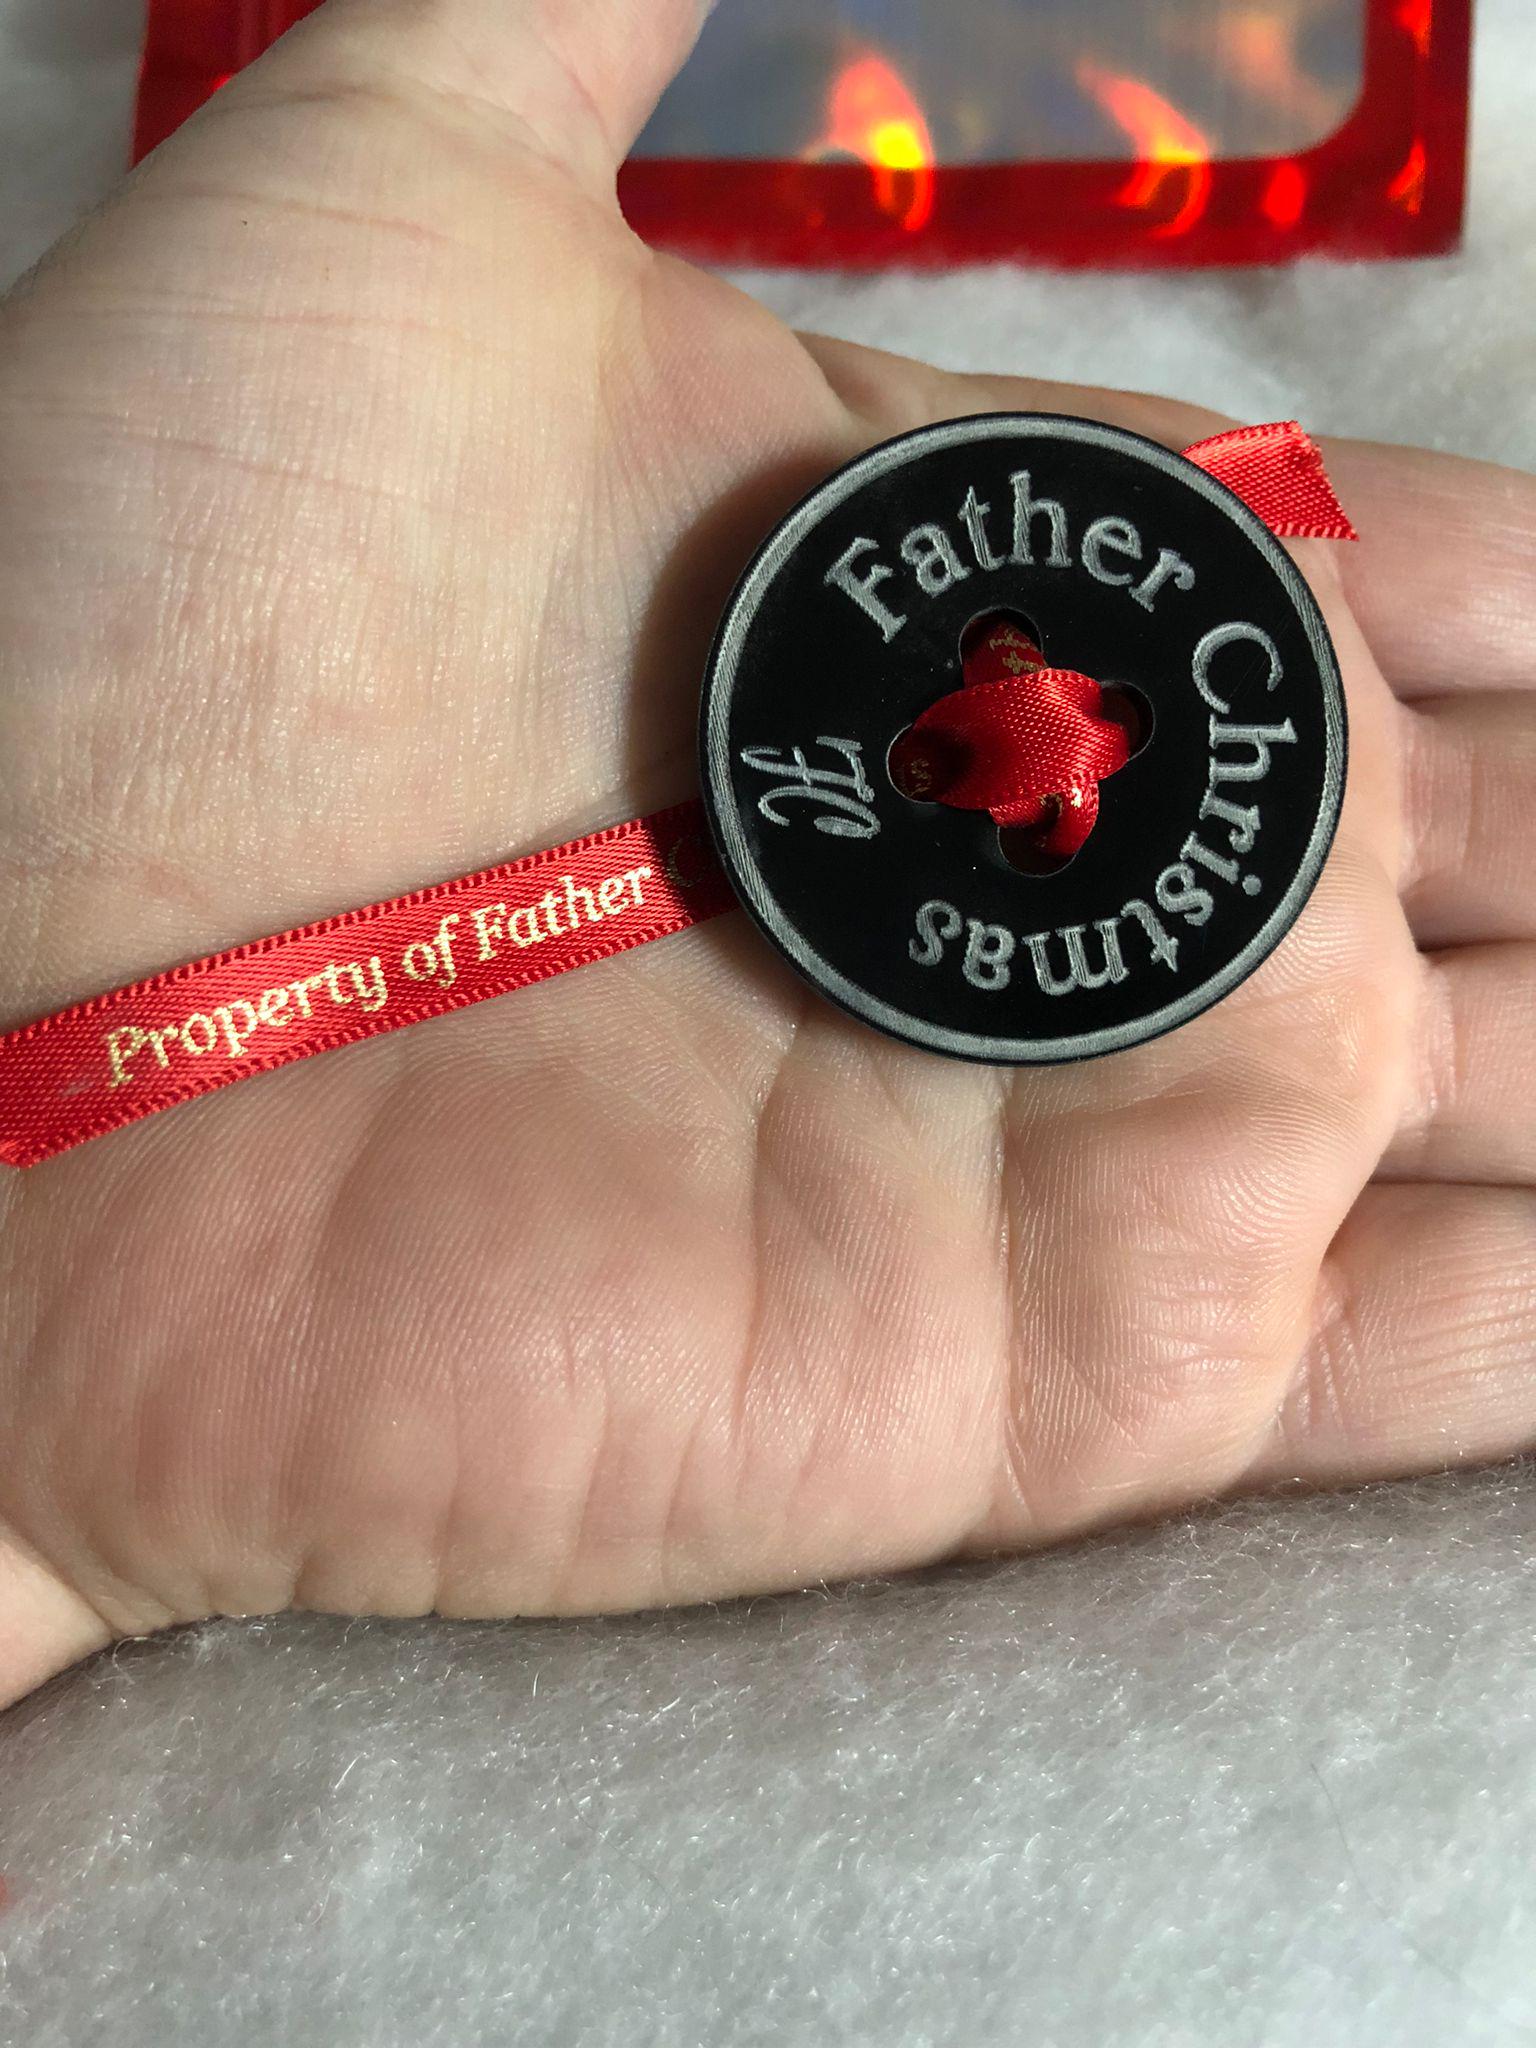 Father Christmas
FC
Property of Father C